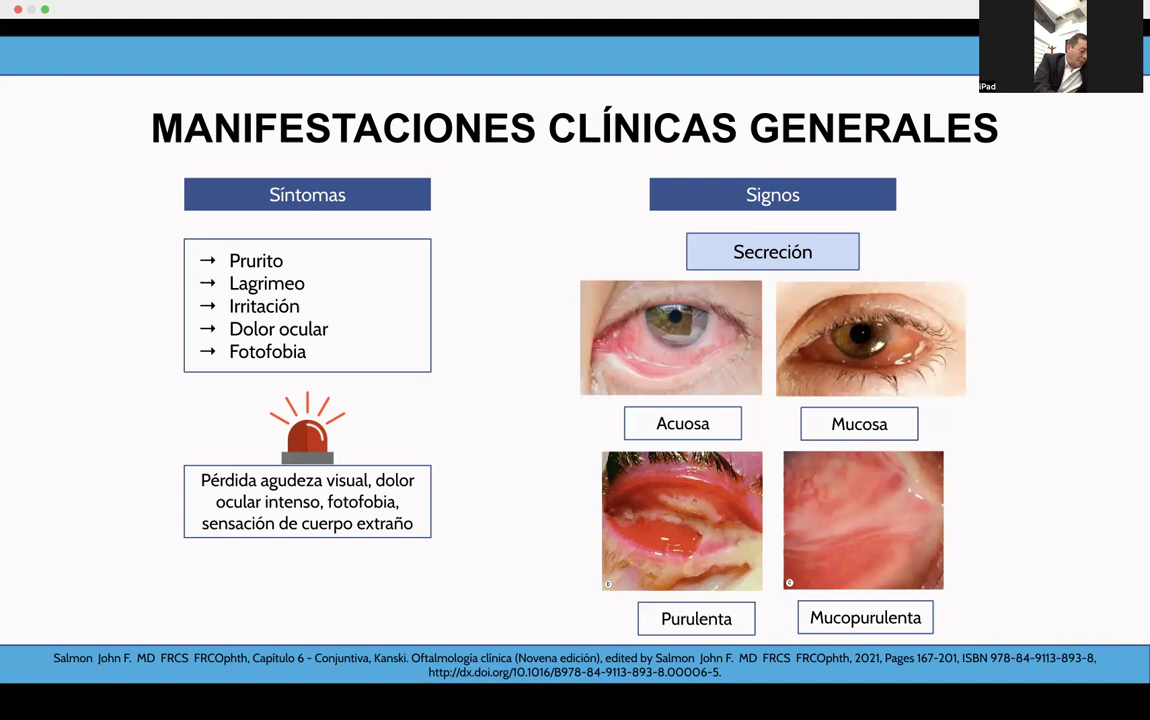 iPad
MANIFESTACIONES CLÍNICAS GENERALES
Síntomas
→ Prurito
→ Lagrimeo
→ Irritación
→ Dolor ocular
→ Fotofobia
Pérdida agudeza visual, dolor
ocular intenso, fotofobia,
sensación de cuerpo extraño
Signos
Secreción
Acuosa
Mucosa
D
C
Purulenta
Mucopurulenta
Salmon John F. MD FRCS FRCOphth, Capítulo 6 - Conjuntiva, Kanski. Oftalmología clínica (Novena edición), edited by Salmon John F. MD FRCS FRCOphth, 2021, Pages 167-201, ISBN 978-84-9113-893-8,
http://dx.doi.org/10.1016/B978-84-9113-893-8.00006-5.